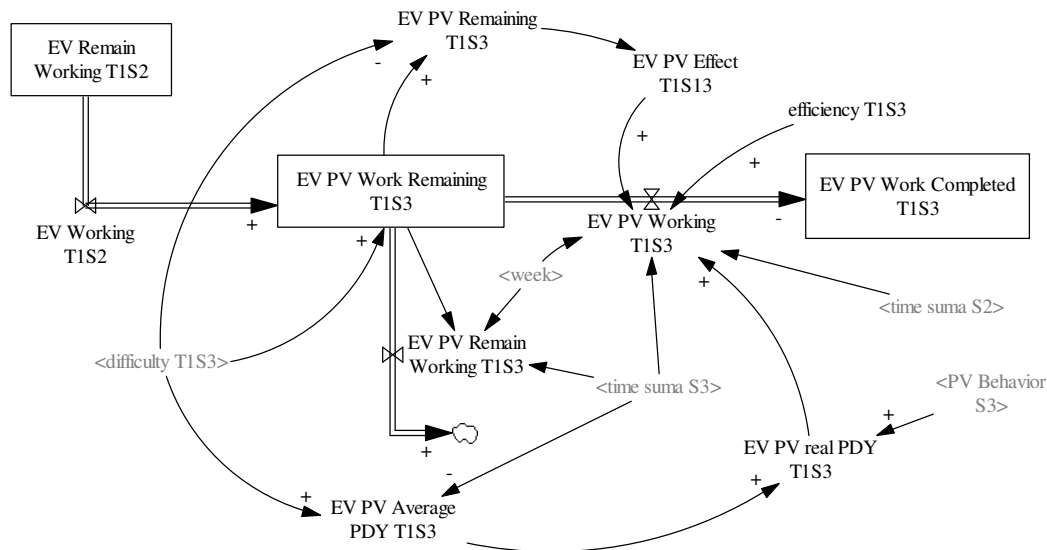 EV Remain
Working T1S2
EV PV Remaining
T1S3
-
+
EV PV Effect
T1S13
+
efficiency T1S3
+
EV PV Work Remaining
T1S3
EV PV Work Completed
T1S3
-
EV Working
T1S2
+
+
EV PV Working
T1S3
+
<week>
<time suma S2>
EV PV Remain
Working T1S3
<difficulty T1S3>
<time suma S3>
<PV Behavior
S3>
+
+
-
EV PV real PDY
T1S3
+
+
EV PV Average
PDY T1S3